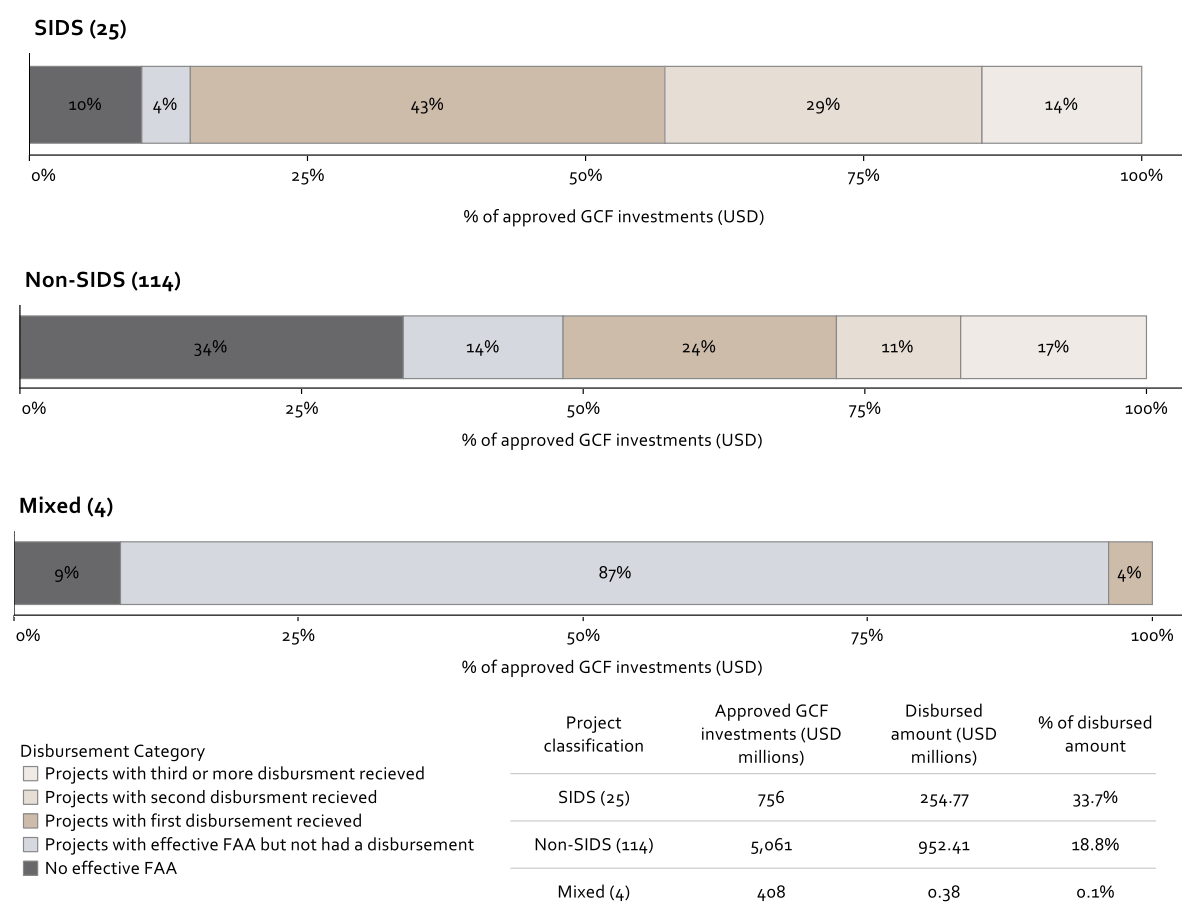 SIDS (25)
10% 4% 43% 29% 14%
0% 25% 50% 75% 100%
% of approved GCF investments (USD)
Non-SIDS (114)
34% 14% 24% 11% 17%
0% 25% 50% 75% 100%
% of approved GCF investments (USD)
Mixed (4)
9% 87% 4%
0% 25% 50% 75% 100%
% of approved GCF investments (USD)
Disbursement Category
Projects with third or more disbursment recieved
Projects with second disbursment recieved
Projects with first disbursement recieved
Projects with effective FAA but not had a disbursement
No effective FAA
Project
classification
Approved GCF
investments (USD
millions)
Disbursed
amount (USD
millions)
% of disbursed
amount
SIDS (25) 756 254.77 33.7%
Non-SIDS (114) 5,061 952.41 18.8%
Mixed (4) 408 0.38 0.1%